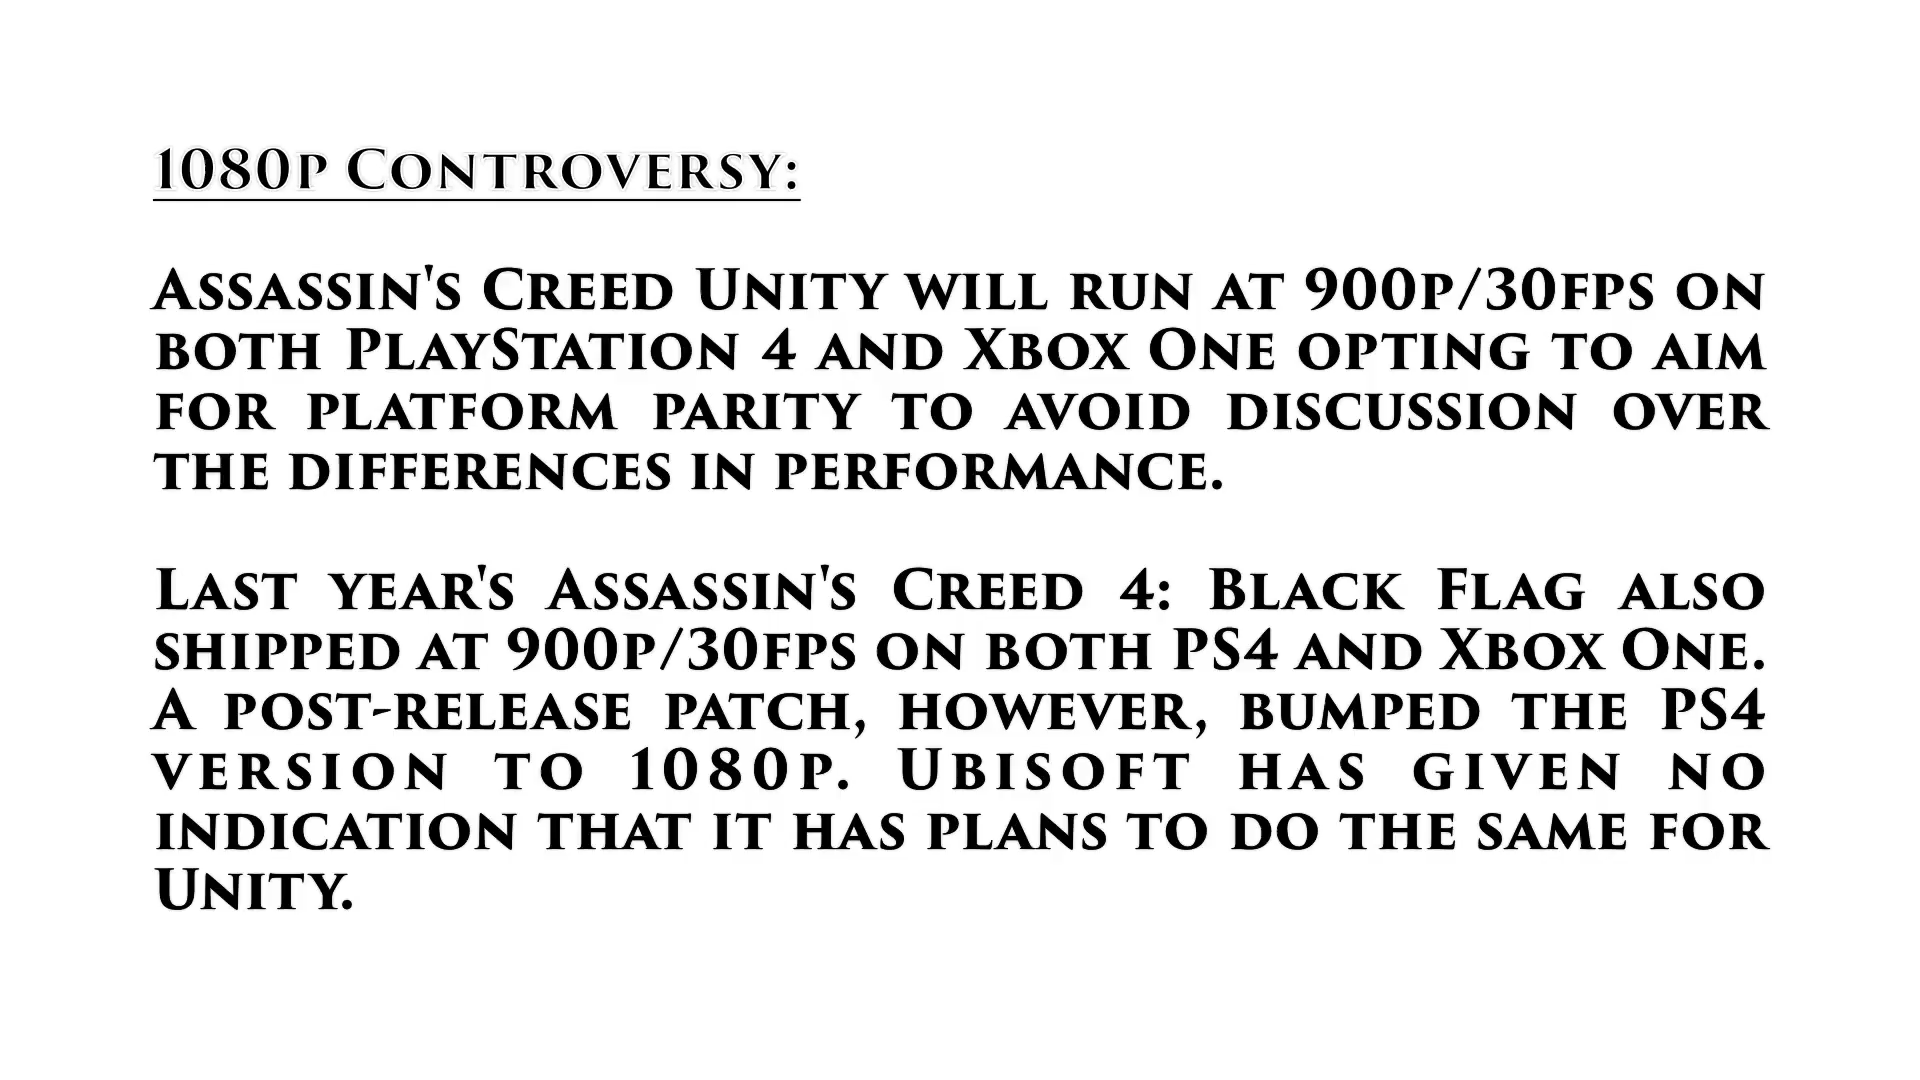 1080p Controversy:
Assassin's Creed Unity will run at 900p/30fps on
both PlayStation 4 and Xbox One opting to aim
for platform parity to avoid discussion over
the differences in performance.
Last year's Assassin's Creed 4: Black Flag also
shipped at 900p/30fps on both PS4 and Xbox One.
A post-release patch, however, bumped the PS4
version to 1080p. Ubisoft has given no
indication that it has plans to do the same for
Unity.